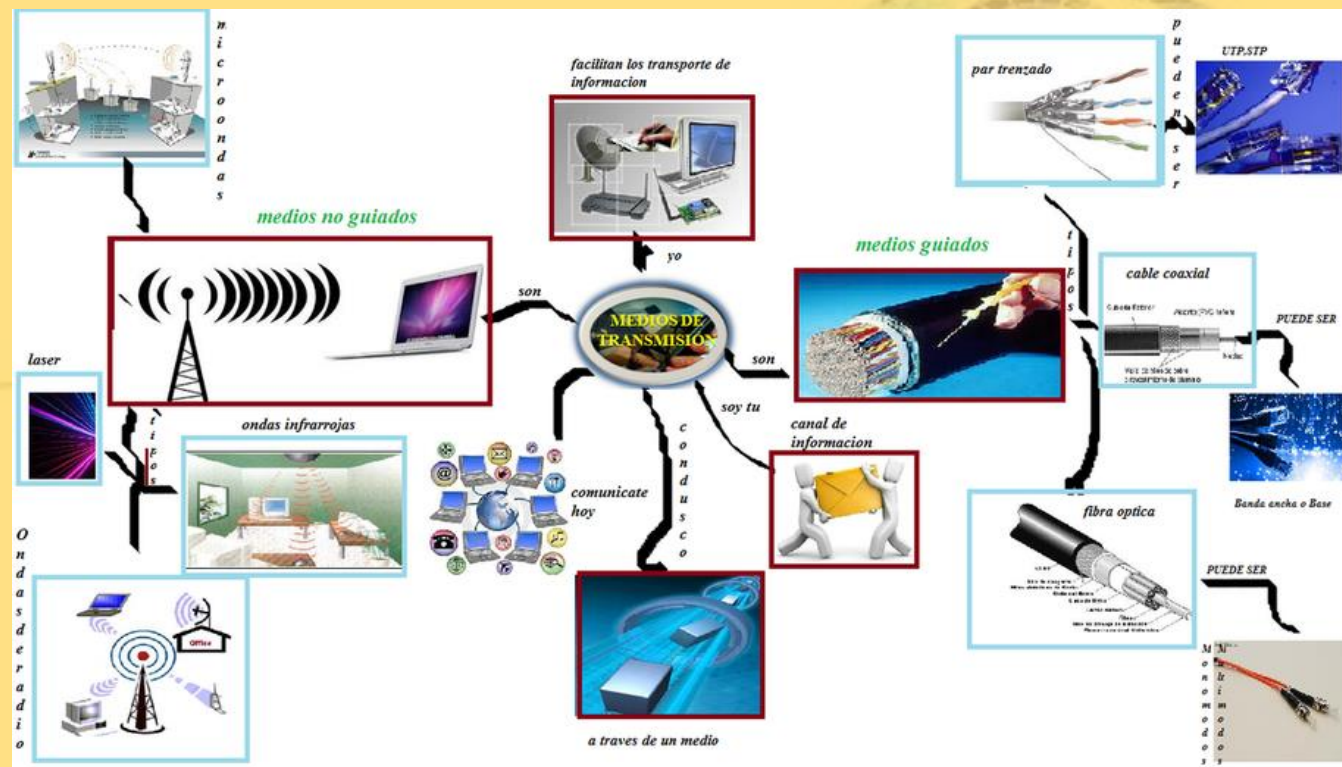 microondas
facilitan los transporte de
informacion
par trenzado
pueden ser
UTP.STP
medios no guiados
yo
medios guiados
tipos
cable coaxial
son
MEDIOS DE
TRANSMISIÓN
PUEDE SER
laser
son
soy tu
tipos
ondas infrarrojas
condusco
canal de
informacion
comunicate
hoy
Banda ancha o Base
fibra optica
Ondas de radio
Office
PUEDE SER
Monomodos
Multimodos
a traves de un medio